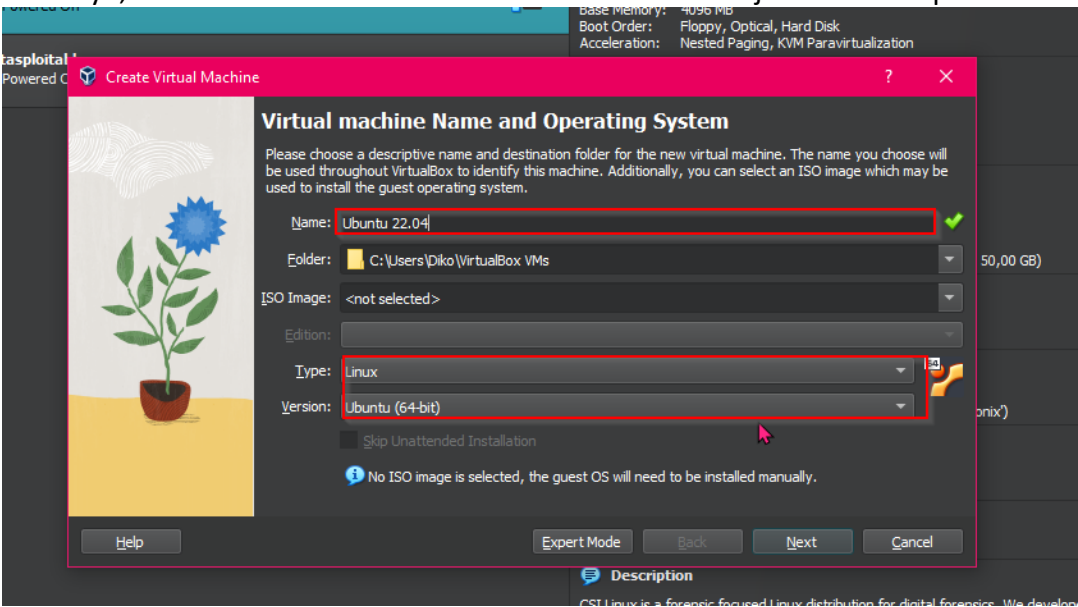 Base Memory: 4096 MB
Boot Order: Floppy, Optical, Hard Disk
Acceleration: Nested Paging, KVM Paravirtualization
Powered Off
tasploital
Powered
Create Virtual Machine
? ×
Virtual machine Name and Operating System
Please choose a descriptive name and destination folder for the new virtual machine. The name you choose will
be used throughout VirtualBox to identify this machine. Additionally, you can select an ISO image which may be
used to install the guest operating system.
Name: Ubuntu 22.04
Folder: C:\Users\Diko\VirtualBox VMs
50,00 GB)
ISO Image: <not selected>
Edition:
Type: Linux
64
Version: Ubuntu (64-bit)
onix')
Skip Unattended Installation
No ISO image is selected, the guest OS will need to be installed manually.
Help Expert Mode Back Next Cancel
Description
CSI Linux is a forensic focused Linux distribution for digital forensics. We develop